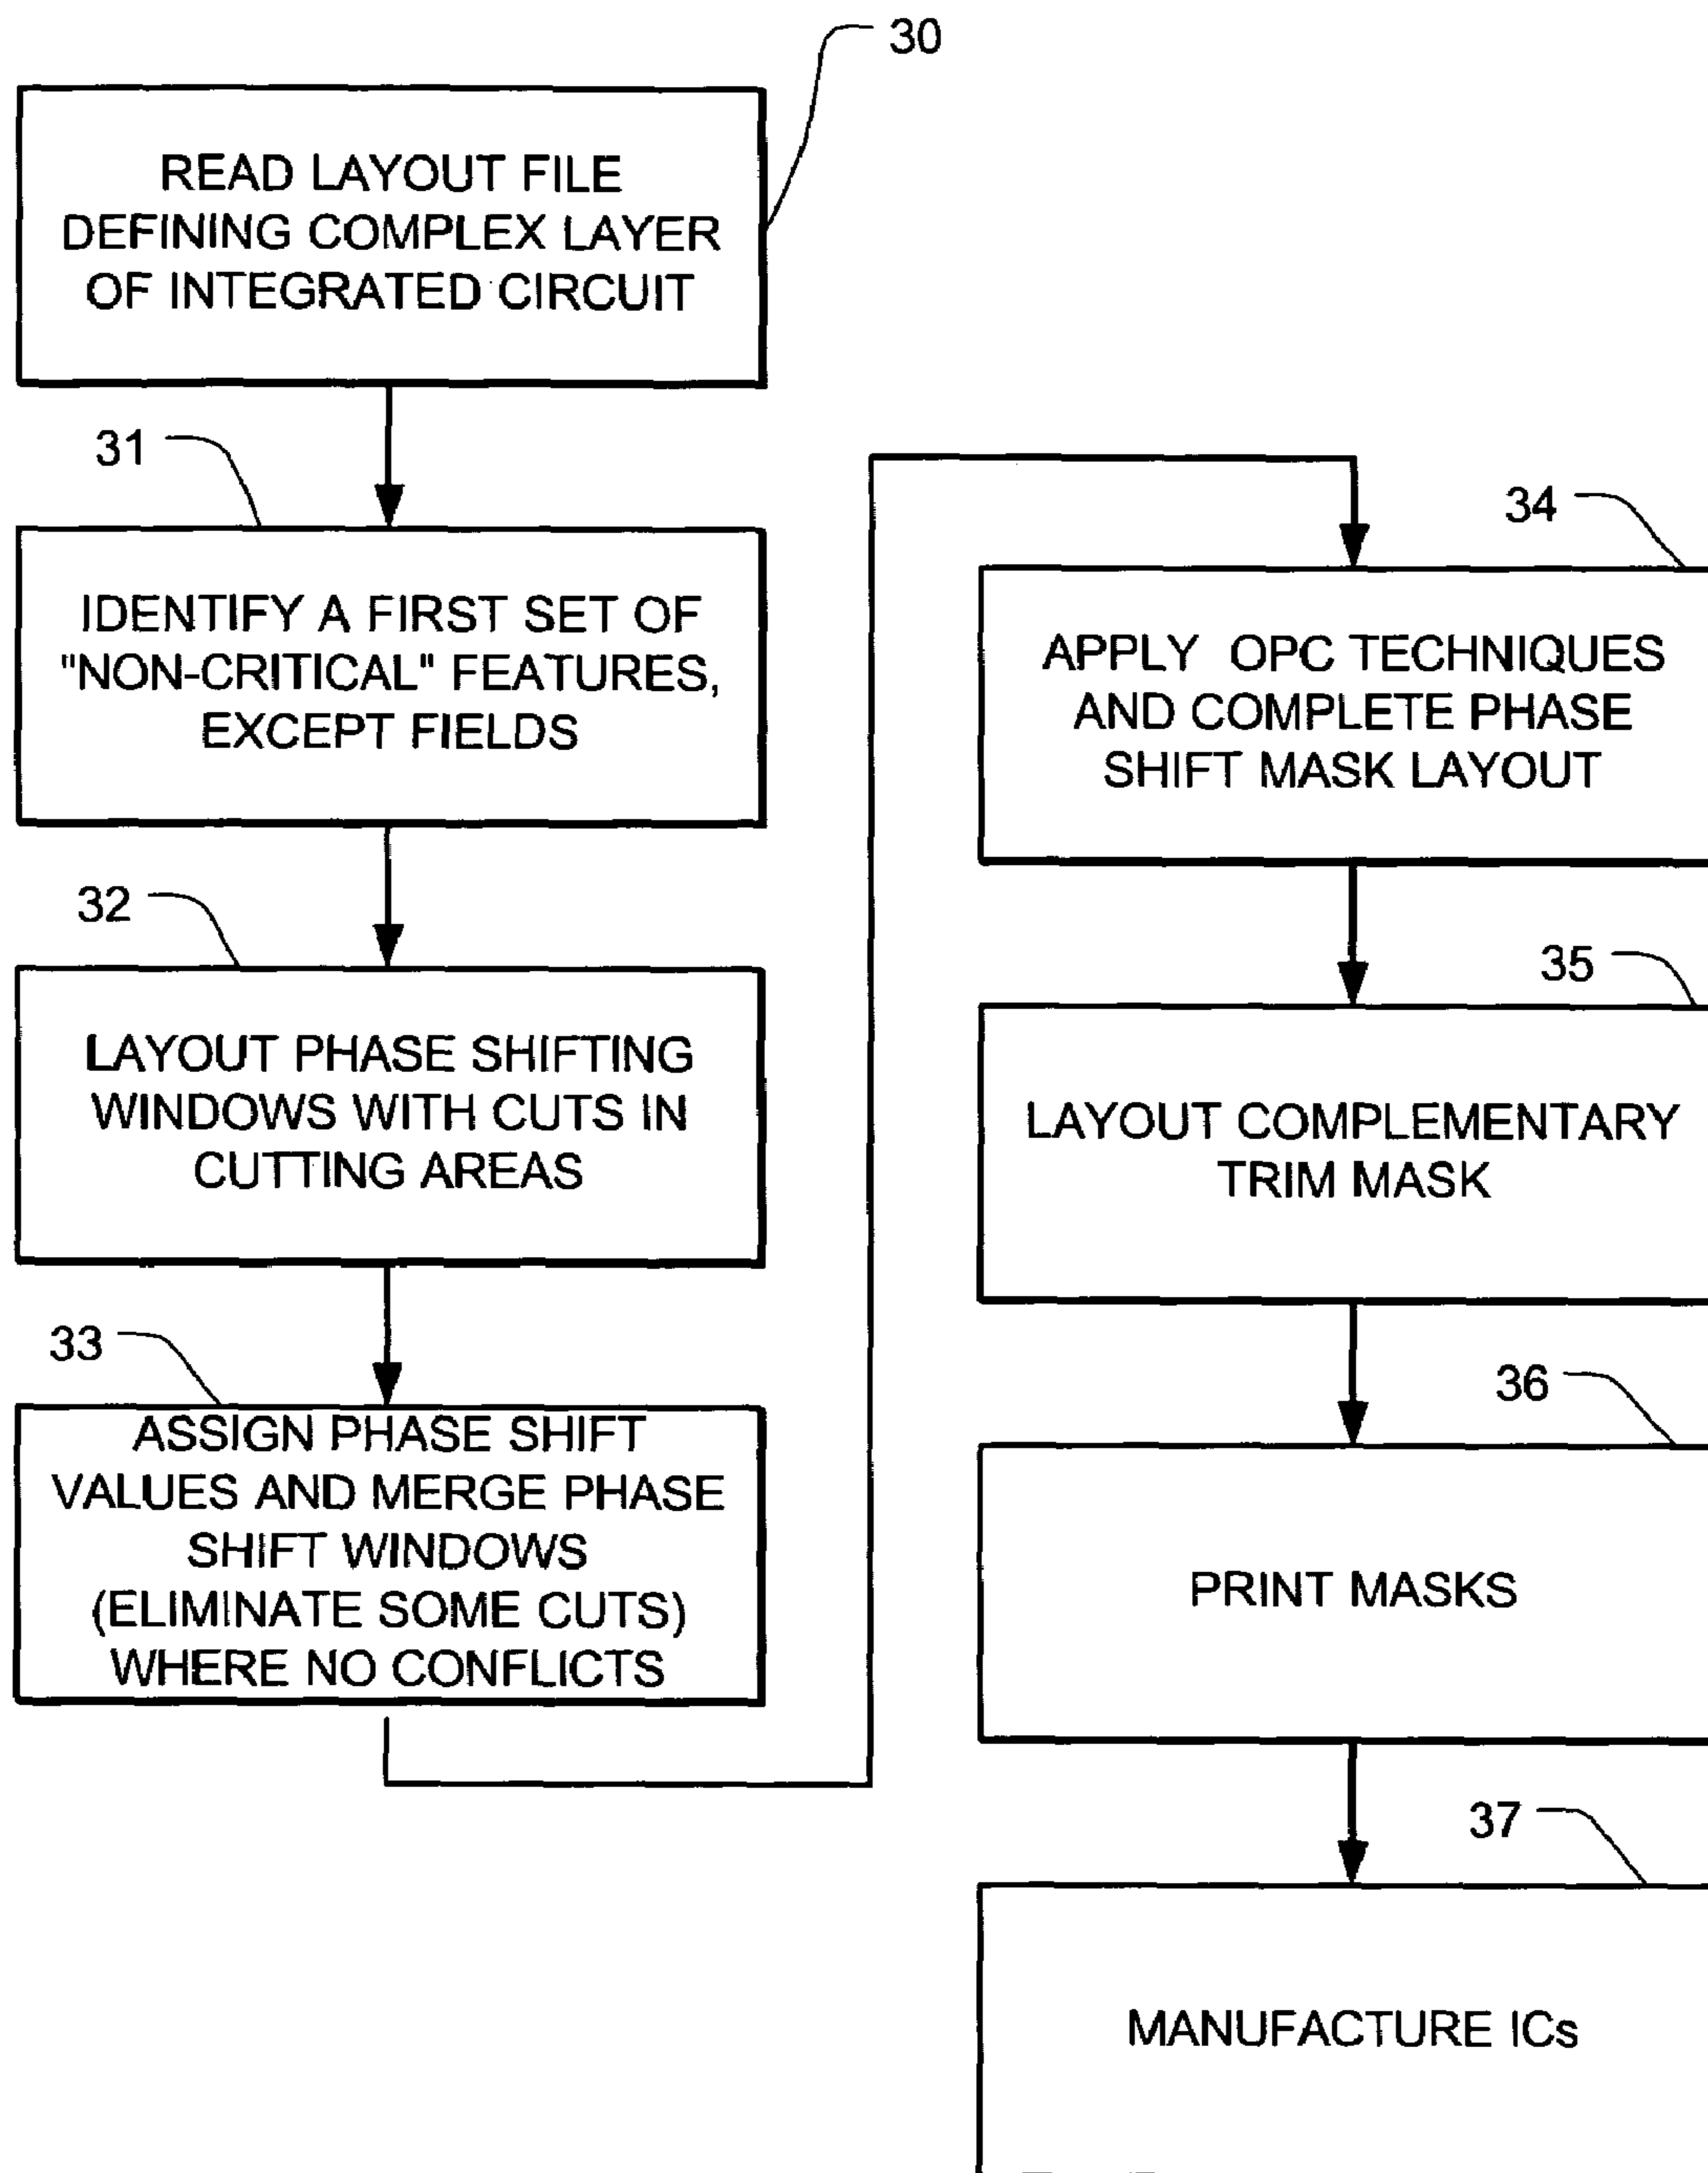 30
READ LAYOUT FILE
DEFINING COMPLEX LAYER
OF INTEGRATED CIRCUIT
31
IDENTIFY A FIRST SET OF
"NON-CRITICAL" FEATURES,
EXCEPT FIELDS
32
LAYOUT PHASE SHIFTING
WINDOWS WITH CUTS IN
CUTTING AREAS
33
ASSIGN PHASE SHIFT
VALUES AND MERGE PHASE
SHIFT WINDOWS
(ELIMINATE SOME CUTS)
WHERE NO CONFLICTS
34
APPLY OPC TECHNIQUES
AND COMPLETE PHASE
SHIFT MASK LAYOUT
35
LAYOUT COMPLEMENTARY
TRIM MASK
36
PRINT MASKS
37
MANUFACTURE ICs